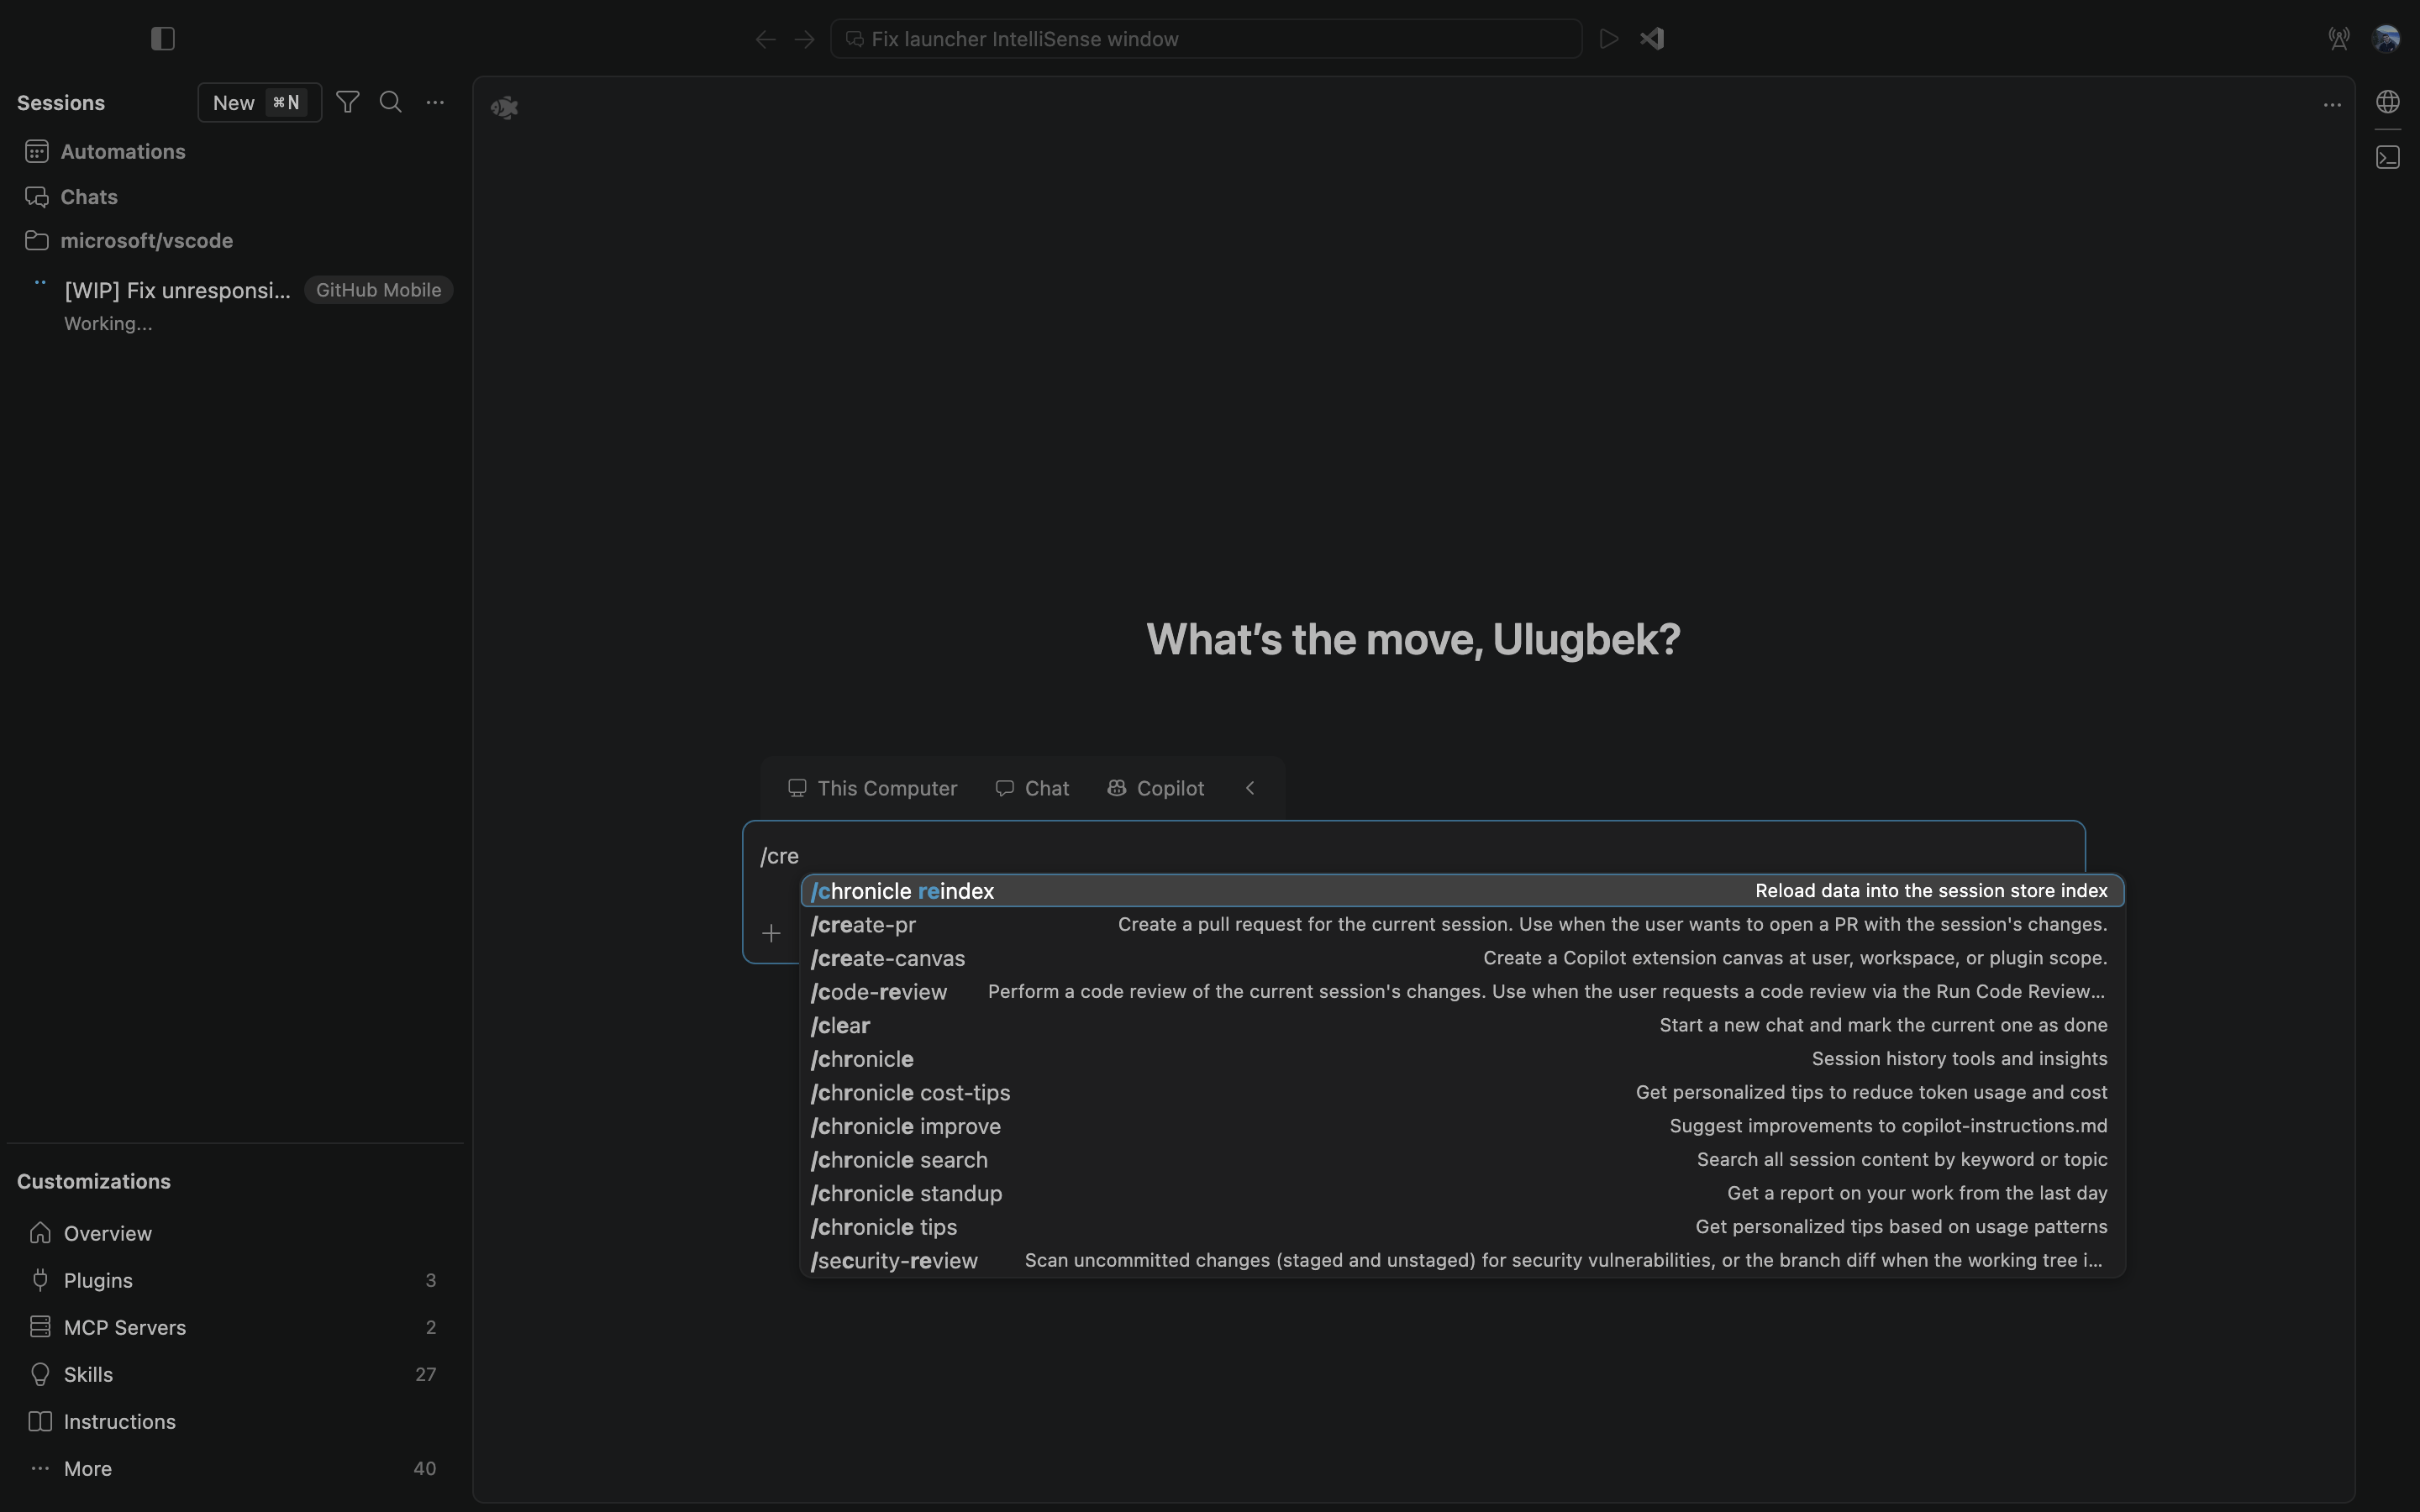 Fix launcher IntelliSense window
Sessions
New ⌘N
Automations
Chats
microsoft/vscode
[WIP] Fix unresponsi... GitHub Mobile
Working...
What's the move, Ulugbek?
This Computer Chat Copilot
/cre
/chronicle reindex Reload data into the session store index
/create-pr Create a pull request for the current session. Use when the user wants to open a PR with the session's changes.
/create-canvas Create a Copilot extension canvas at user, workspace, or plugin scope.
/code-review Perform a code review of the current session's changes. Use when the user requests a code review via the Run Code Review...
/clear Start a new chat and mark the current one as done
/chronicle Session history tools and insights
/chronicle cost-tips Get personalized tips to reduce token usage and cost
/chronicle improve Suggest improvements to copilot-instructions.md
/chronicle search Search all session content by keyword or topic
/chronicle standup Get a report on your work from the last day
/chronicle tips Get personalized tips based on usage patterns
/security-review Scan uncommitted changes (staged and unstaged) for security vulnerabilities, or the branch diff when the working tree i...
Customizations
Overview
Plugins 3
MCP Servers 2
Skills 27
Instructions
More 40